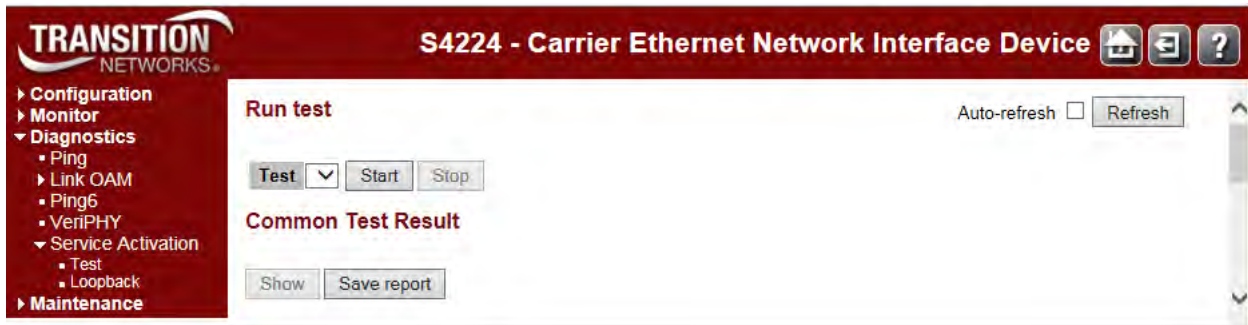 TRANSITION
NETWORKS®
S4224 - Carrier Ethernet Network Interface Device
?
Configuration
Monitor
Diagnostics
Ping
Link OAM
Ping6
VeriPHY
Service Activation
Test
Loopback
Maintenance
Run test
Auto-refresh Refresh
Test Start Stop
Common Test Result
Show Save report